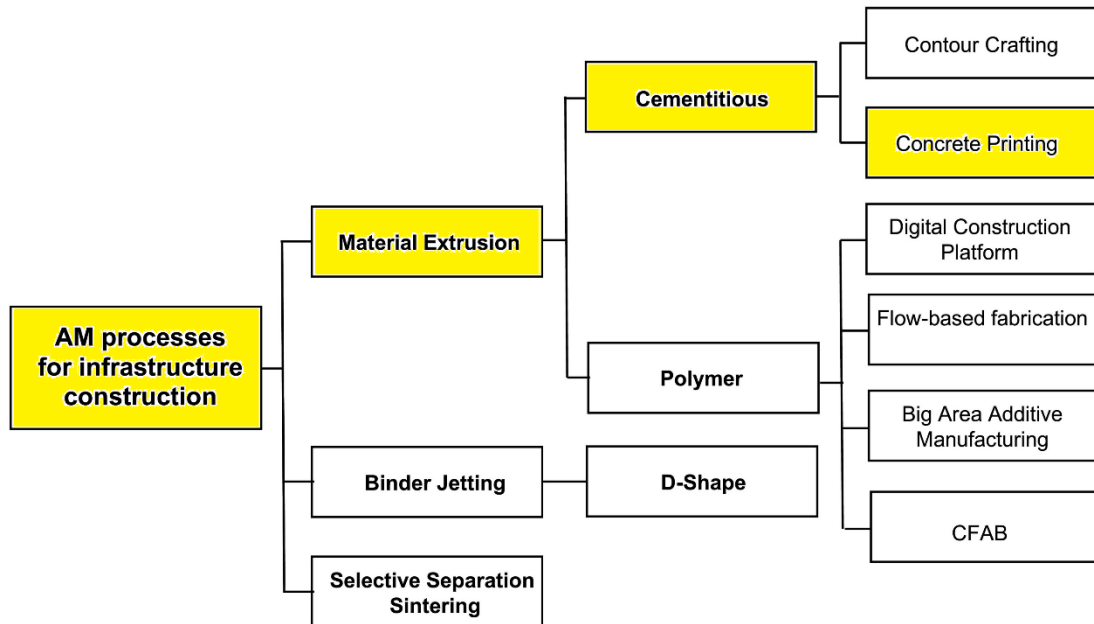 Contour Crafting
Cementitious
Concrete Printing
Material Extrusion
Digital Construction
Platform
AM processes
for infrastructure
construction
Flow-based fabrication
Polymer
Big Area Additive
Manufacturing
Binder Jetting
D-Shape
CFAB
Selective Separation
Sintering